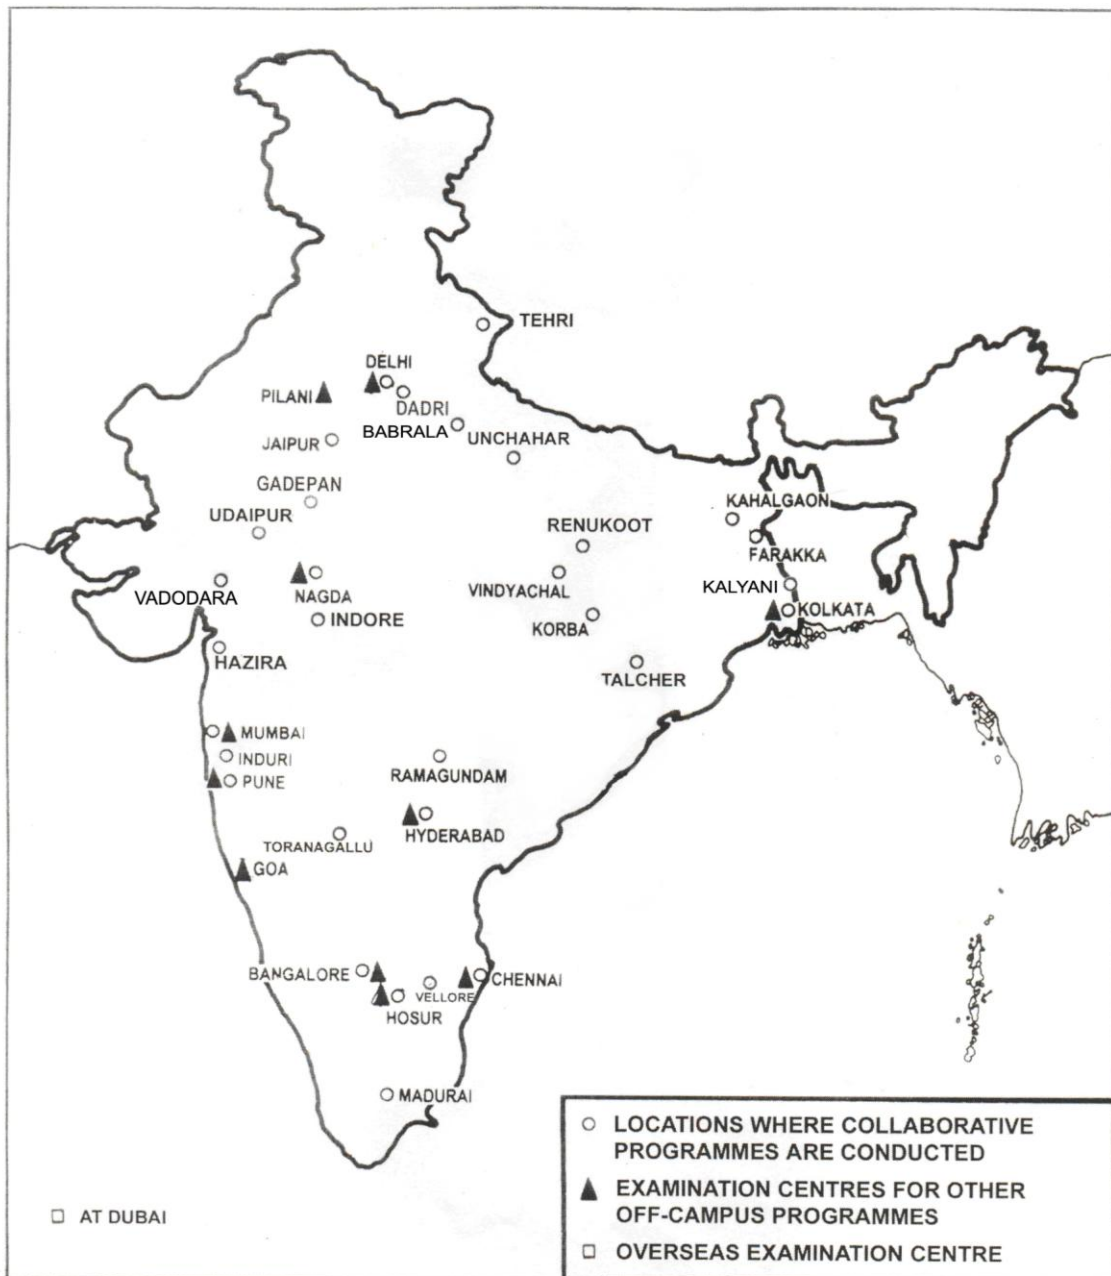 TEHRI
DELHI
PILANI
DADRI
BABRALA
UNCHAHAR
JAIPUR
GADEPAN
UDAIPUR
KAHALGAON
RENUKOOT
FARAKKA
VINDYACHAL
KALYANI
VADODARA
NAGDA
INDORE
KORBA
KOLKATA
HAZIRA
TALCHER
MUMBAI
INDURI
RAMAGUNDAM
PUNE
HYDERABAD
TORANAGALLU
GOA
BANGALORE
CHENNAI
VELLORE
HOSUR
MADURAI
LOCATIONS WHERE COLLABORATIVE
PROGRAMMES ARE CONDUCTED
EXAMINATION CENTRES FOR OTHER
OFF-CAMPUS PROGRAMMES
AT DUBAI
OVERSEAS EXAMINATION CENTRE